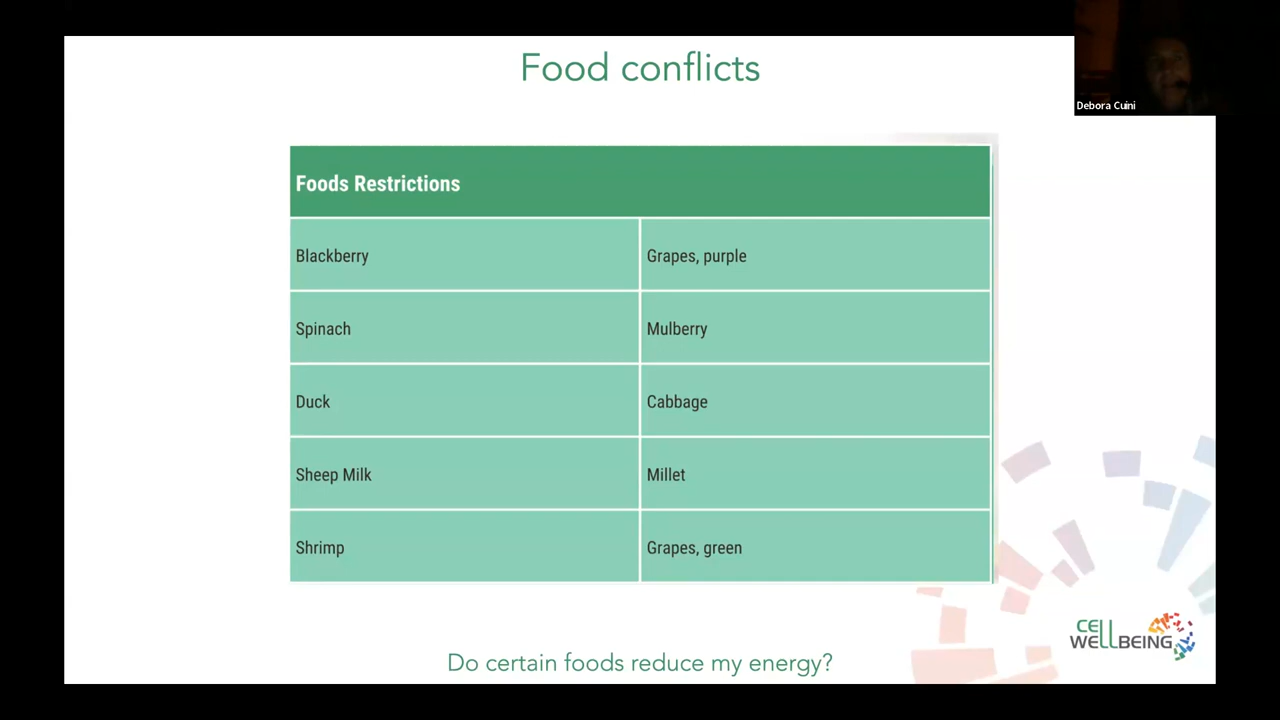 Food conflicts
Debora Cuini
Foods Restrictions
Blackberry
Grapes, purple
Spinach
Mulberry
Duck
Cabbage
Sheep Milk
Millet
Shrimp
Grapes, green
CELL
WELLBEING
Do certain foods reduce my energy?